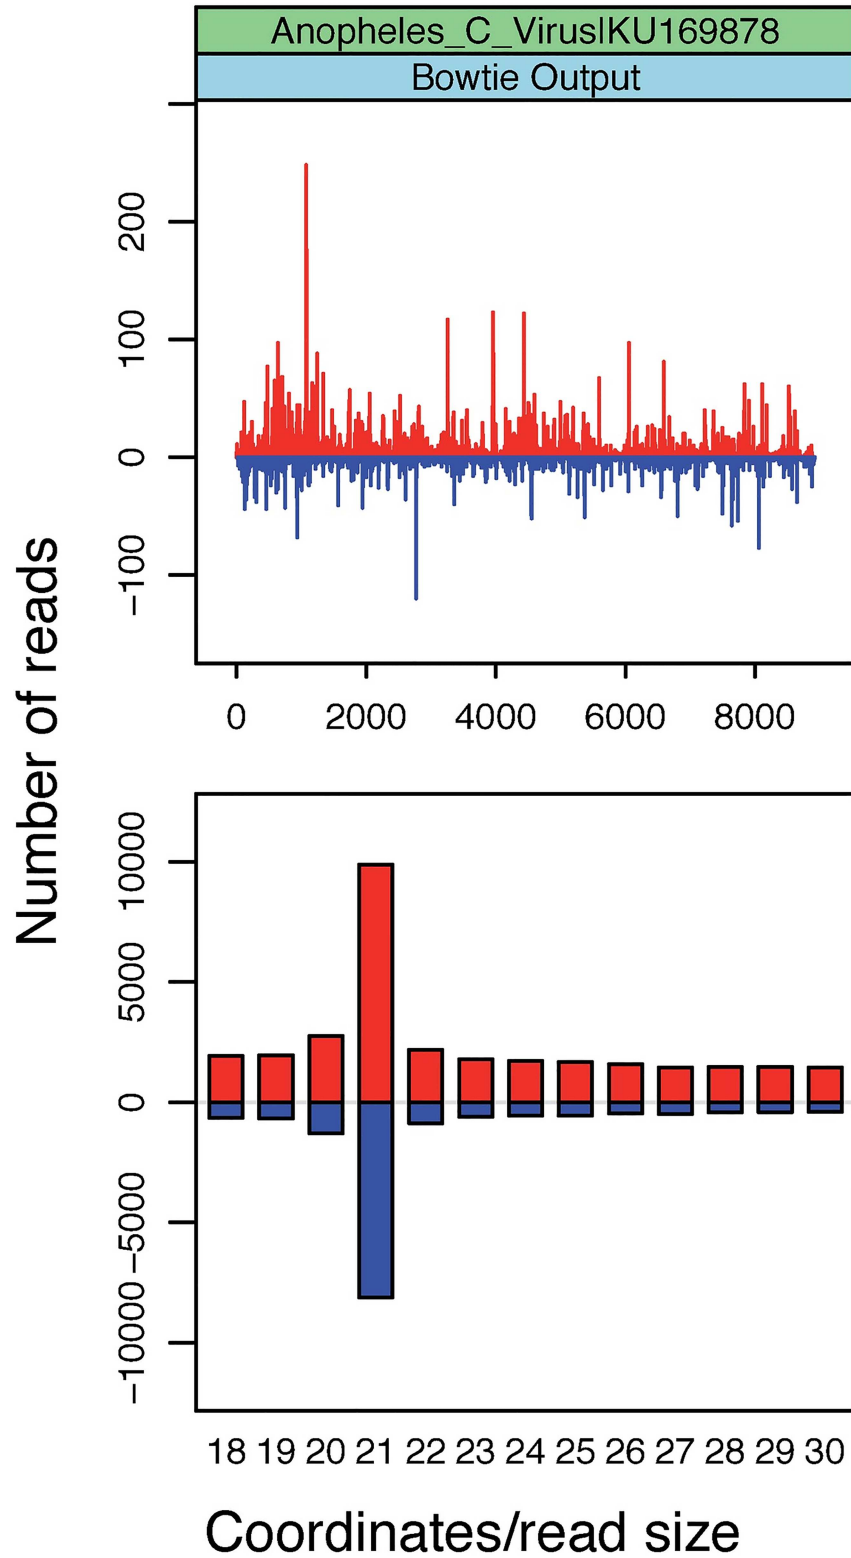 Anopheles_C_Virus|KU169878
Bowtie Output
200
100
0
−100
0 2000 4000 6000 8000
Number of reads
10000
5000
0
−5000
−10000
18 19 20 21 22 23 24 25 26 27 28 29 30
Coordinates/read size